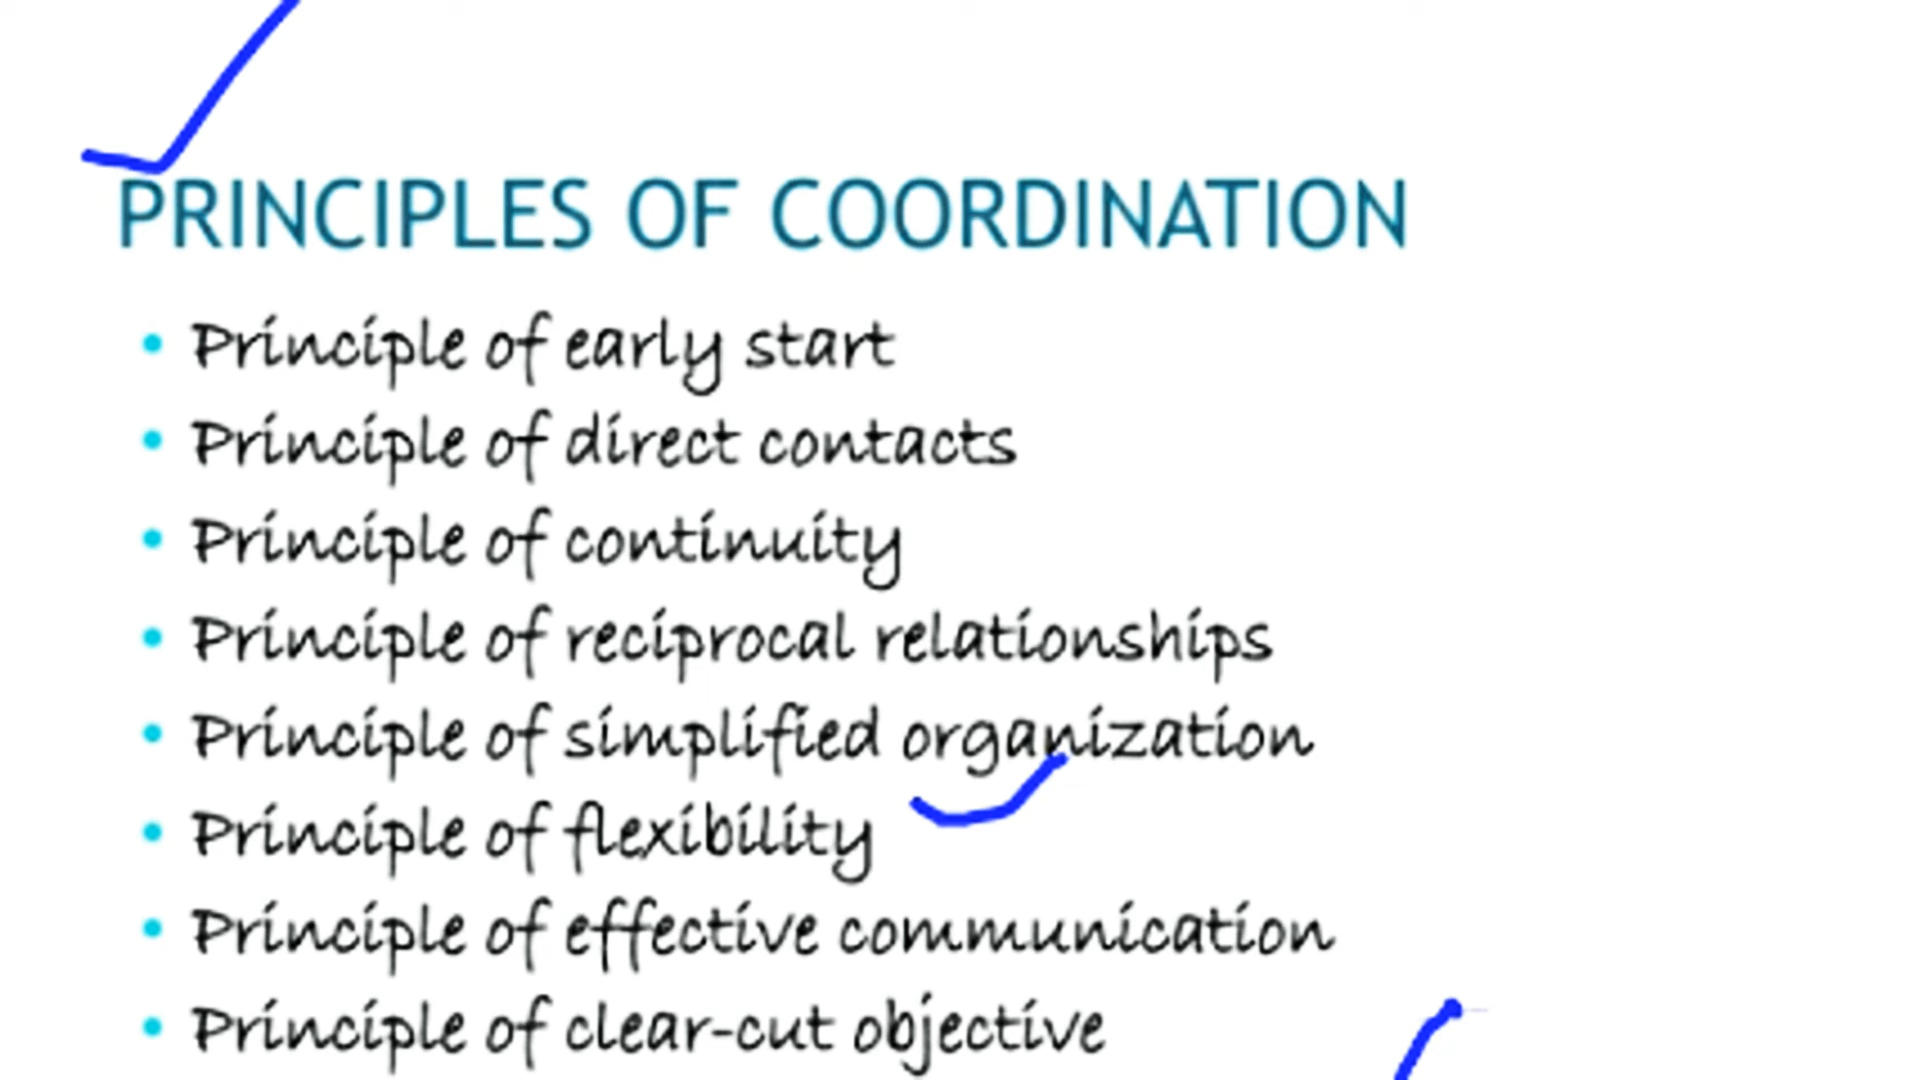 PRINCIPLES OF COORDINATION
• Principle of early start
• Principle of direct contacts
• Principle of continuity
• Principle of reciprocal relationships
• Principle of simplified organization
• Principle of flexibility
• Principle of effective communication
• Principle of clear-cut objective